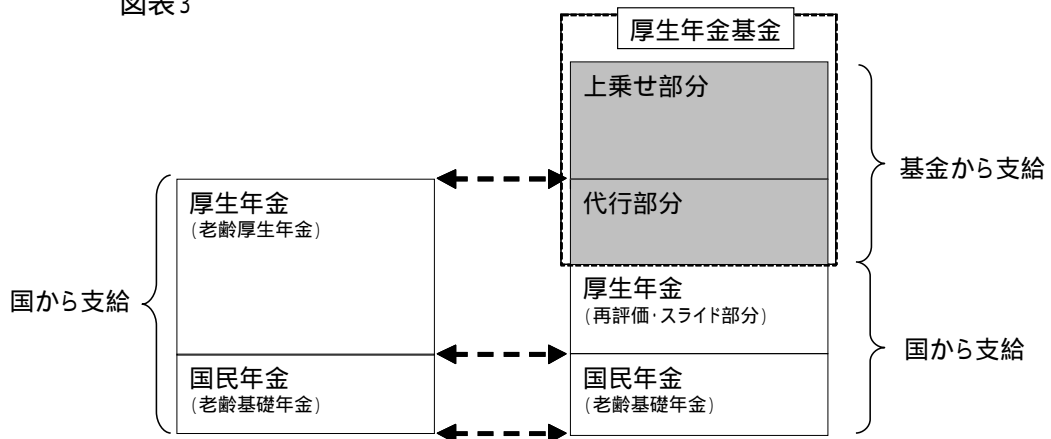 図表3
厚生年金基金
上乗せ部分
代行部分
基金から支給
厚生年金
(老齢厚生年金)
国民年金
(老齢基礎年金)
国から支給
厚生年金
(再評価･スライド部分)
国民年金
(老齢基礎年金)
国から支給